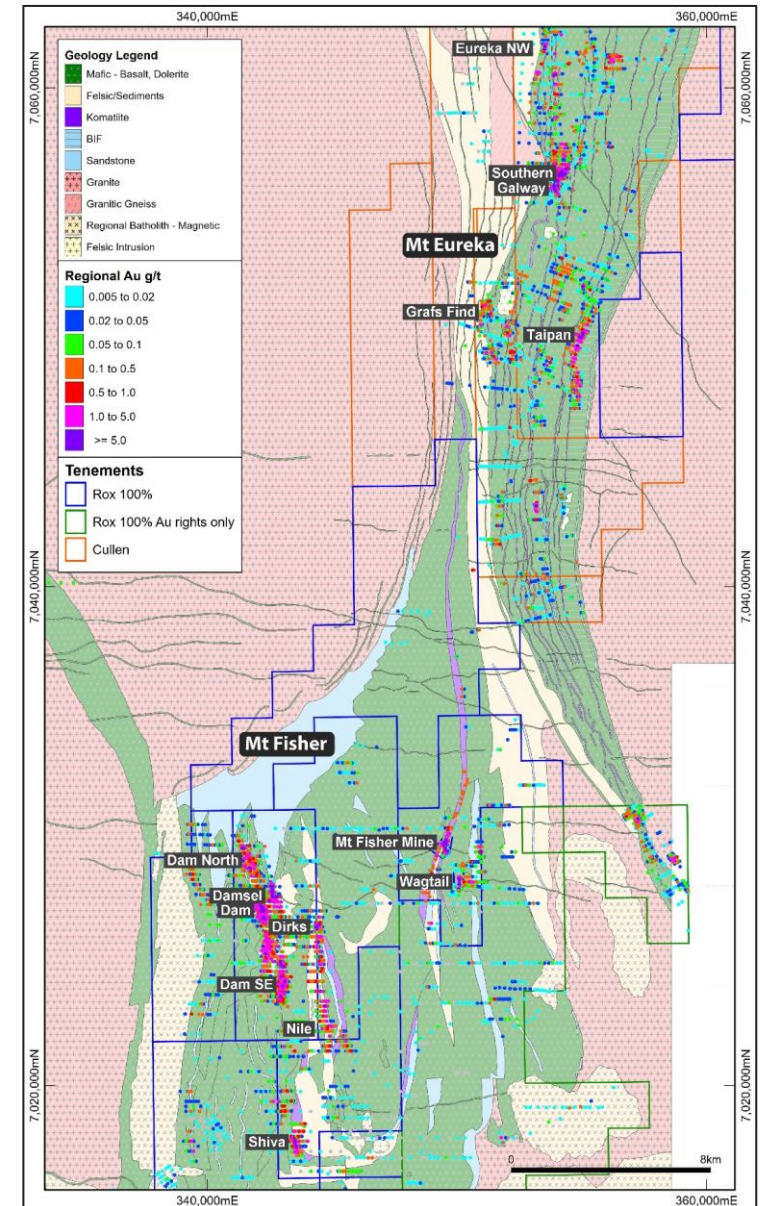 340,000mE
360,000mE
Geology Legend
Mafic - Basalt, Dolerite
Felsic/Sediments
Komatiite
BIF
Sandstone
Granite
Granitic Gneiss
Regional Batholith - Magnetic
Felsic Intrusion
Regional Au g/t
0.005 to 0.02
0.02 to 0.05
0.05 to 0.1
0.1 to 0.5
0.5 to 1.0
1.0 to 5.0
>= 5.0
Tenements
Rox 100%
Rox 100% Au rights only
Cullen
7,060,000mN
7,060,000mN
Eureka NW
Southern
Galway
Mt Eureka
Grafs Find
Taipan
7,040,000mN
7,040,000mN
Mt Fisher
Mt Fisher Mine
Dam North
Wagtail
Damsel
Dam
Dirks
Dam SE
Nile
7,020,000mN
7,020,000mN
Shiva
0
8km
340,000mE
360,000mE